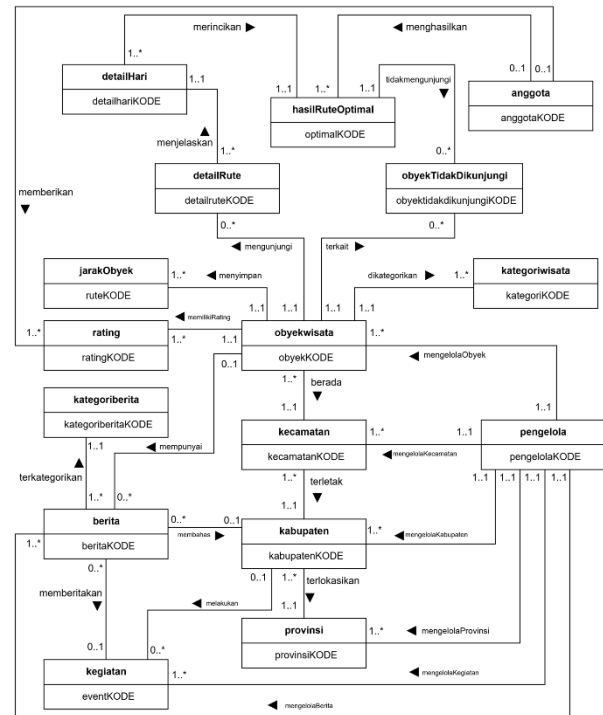 merincikan ▶
◀ menghasilkan
1..*
detailHari
1..1
detailhariKODE
1..1
1..*
1..1
tidakmengunjungi
▼
hasilRuteOptimal
optimalKODE
0..1
0..1
anggota
anggotaKODE
▲
menjelaskan
1..*
0..*
detailRute
detailruteKODE
obyekTidakDikunjungi
obyektidakdikunjungiKODE
memberikan
▼
0..*
0..*
◀ mengunjungi
terkait ▶
jarakObyek
ruteKODE
1..*
◀ menyimpan
dikategorikan ▶
1..*
kategoriwisata
kategoriKODE
1..1
1..1
1..1
1..1
◀ memilikiRating
1..*
rating
ratingKODE
1..*
1..1
0..1
obyekwisata
obyekKODE
1..*
◀ mengelolaObyek
1..*
berada
▼
1..1
kategoriberita
kategoriberitaKODE
1..1
◀ mempunyai
1..1
kecamatan
kecamatanKODE
1..*
◀ mengelolaKecamatan
1..1
pengelola
pengelolaKODE
1..1
1..1
1..1
1..1
▲
terkategorikan
1..*
0..*
1..*
terletak
▼
1..1
1..*
berita
beritaKODE
0..*
membahas ▶
0..1
kabupaten
kabupatenKODE
1..*
◀ mengelolaKabupaten
0..*
memberitakan
▼
0..1
0..1
◀ melakukan
1..*
terlokasikan
▼
1..1
0..*
kegiatan
eventKODE
1..*
provinsi
provinsiKODE
1..*
◀ mengelolaProvinsi
◀ mengelolaKegiatan
◀ mengelolaBerita